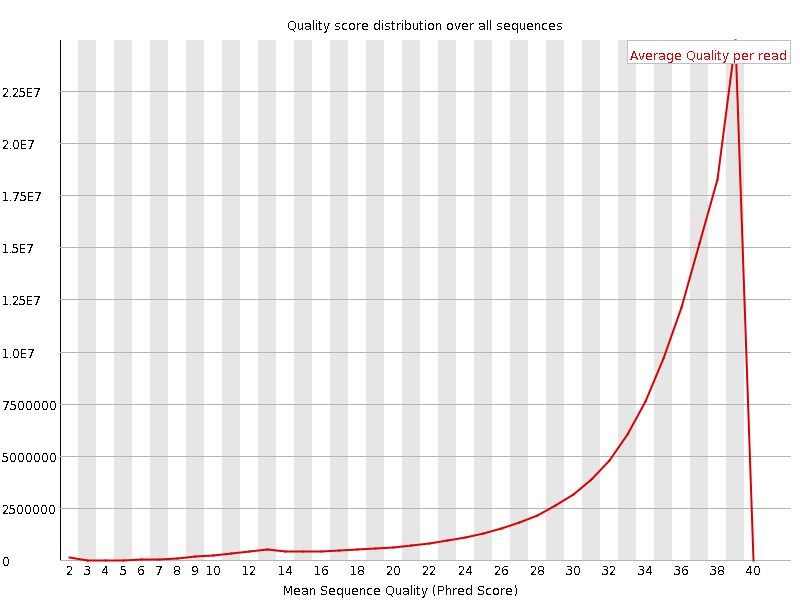 Quality score distribution over all sequences
Average Quality per read
2.25E7
2.0E7
1.75E7
1.5E7
1.25E7
1.0E7
7500000
5000000
2500000
0
2 3 4 5 6 7 8 9 10 12 14 16 18 20 22 24 26 28 30 32 34 36 38 40
Mean Sequence Quality (Phred Score)